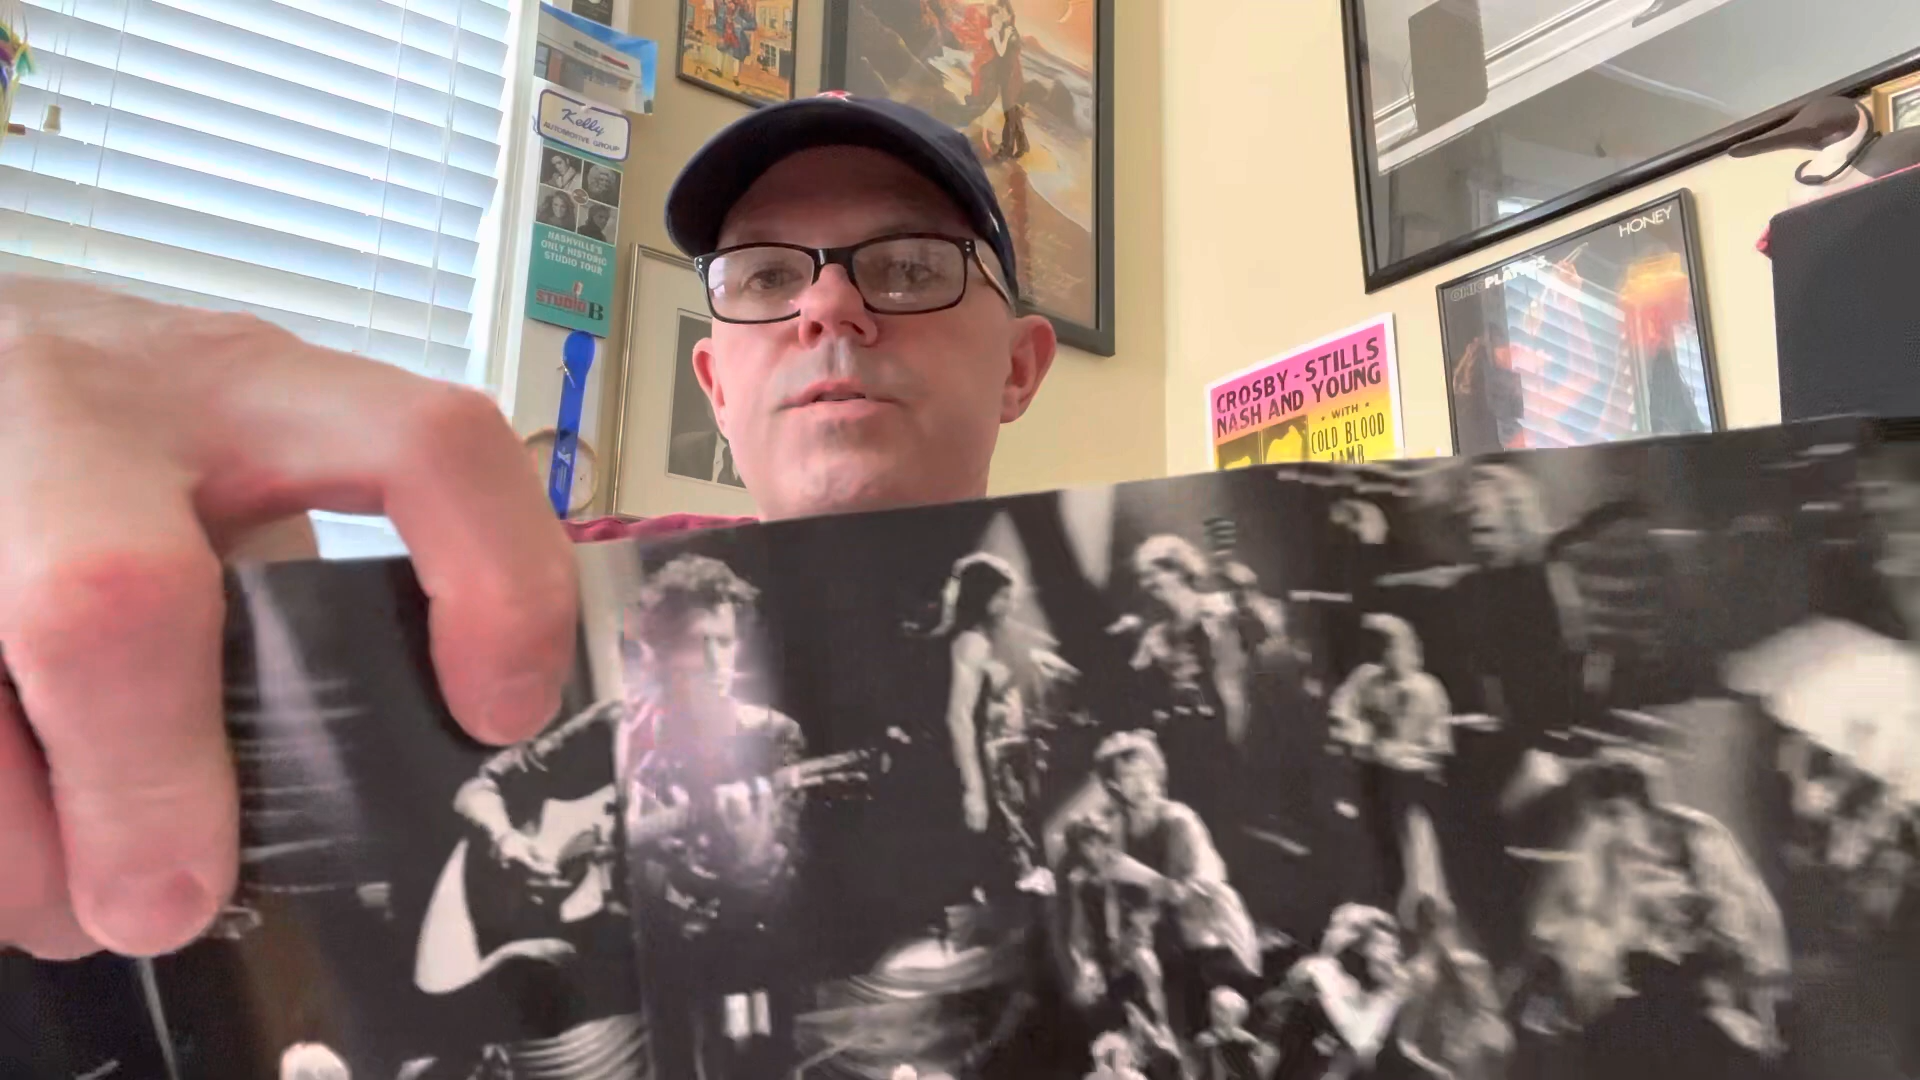 Kelly
AUTOMOTIVE GROUP
NASHVILLE'S
ONLY HISTORIC
STUDIO TOUR
STUDIO B
HONEY
OHIO PLAYERS
CROSBY-STILLS
NASH AND YOUNG
• WITH •
COLD BLOOD
LAMB